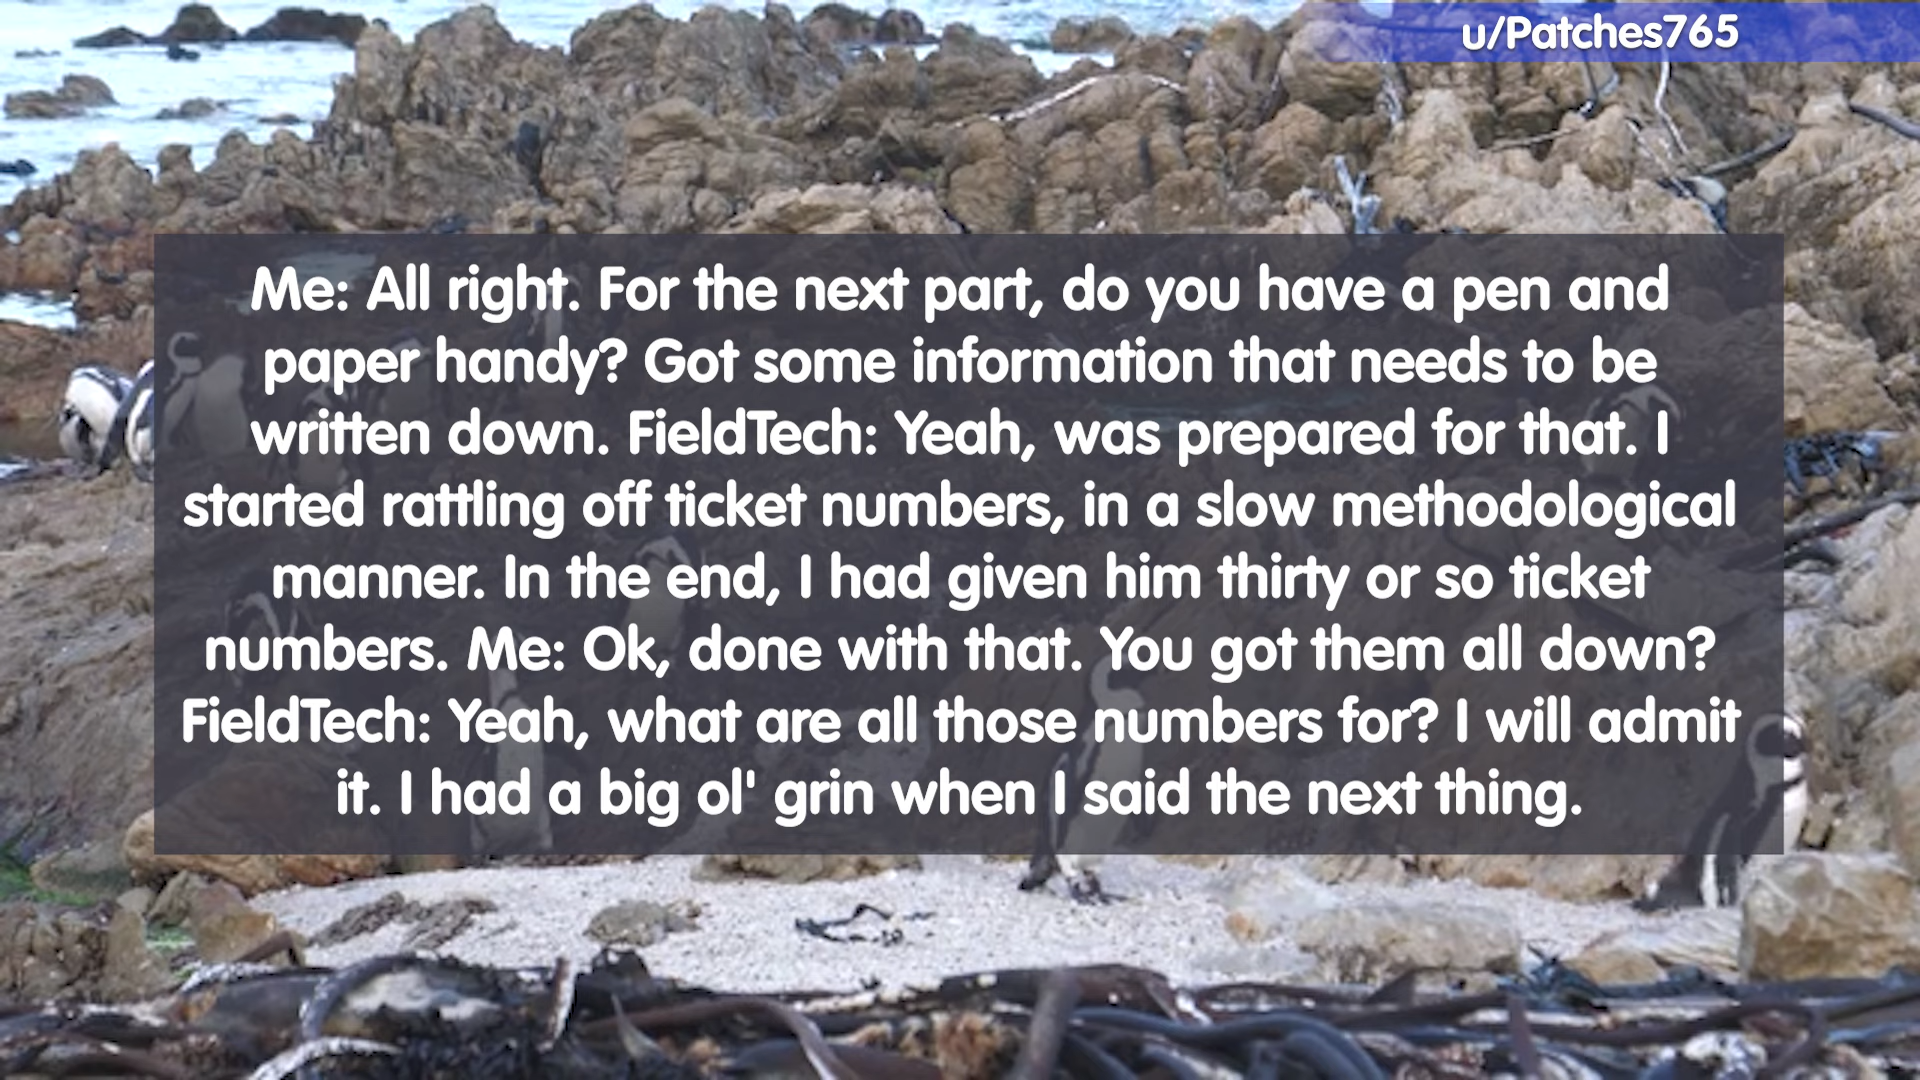 u/Patches765
Me: All right. For the next part, do you have a pen and
paper handy? Got some information that needs to be
written down. FieldTech: Yeah, was prepared for that. I
started rattling off ticket numbers, in a slow methodological
manner. In the end, I had given him thirty or so ticket
numbers. Me: Ok, done with that. You got them all down?
FieldTech: Yeah, what are all those numbers for? I will admit
it. I had a big ol' grin when I said the next thing.